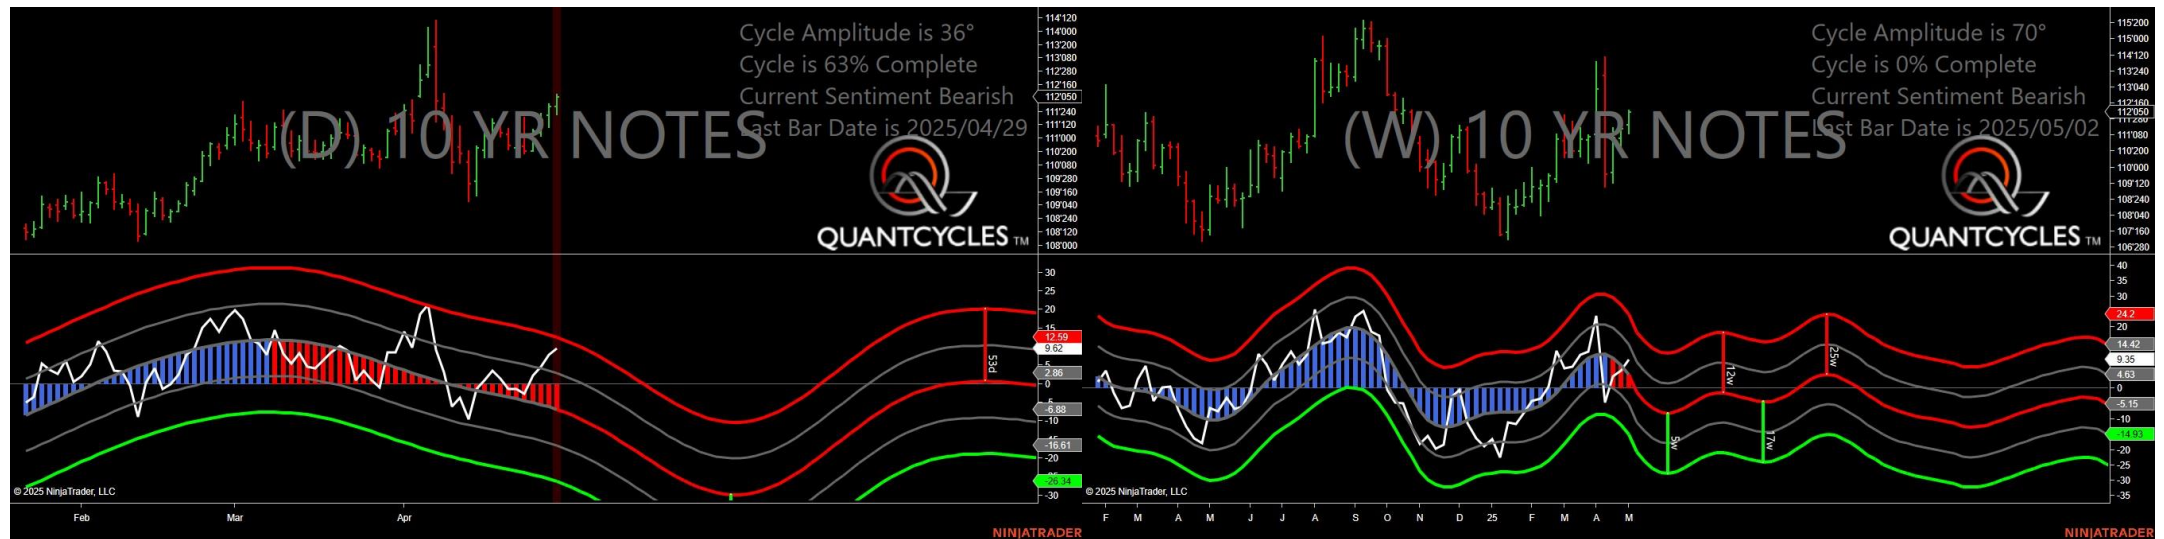 Cycle Amplitude is 36°
Cycle is 63% Complete
Current Sentiment Bearish
Last Bar Date is 2025/04/29
(D) 10 YR NOTES
QUANTCYCLES TM
114'120
114'000
113'200
113'080
112'280
112'160
112'050
111'240
111'120
111'000
110'200
110'080
109'280
109'160
109'040
108'240
108'120
108'000
30
25
20
15
12.59
9.62
5
2.86
0
-5
-6.88
-10
-16.61
-20
-26.34
-30
53d
© 2025 NinjaTrader, LLC
Feb
Mar
Apr
NINJATRADER
Cycle Amplitude is 70°
Cycle is 0% Complete
Current Sentiment Bearish
Last Bar Date is 2025/05/02
(W) 10 YR NOTES
QUANTCYCLES TM
115'200
115'000
114'120
113'240
113'040
112'160
112'050
111'280
111'080
110'200
110'000
109'120
108'240
108'040
107'160
106'280
40
35
30
24.2
20
14.42
9.35
4.63
0
-5.15
-10
-14.93
-20
-25
-30
-35
5w
12w
17w
25w
© 2025 NinjaTrader, LLC
F
M
A
M
J
J
A
S
O
N
D
25
F
M
A
M
NINJATRADER